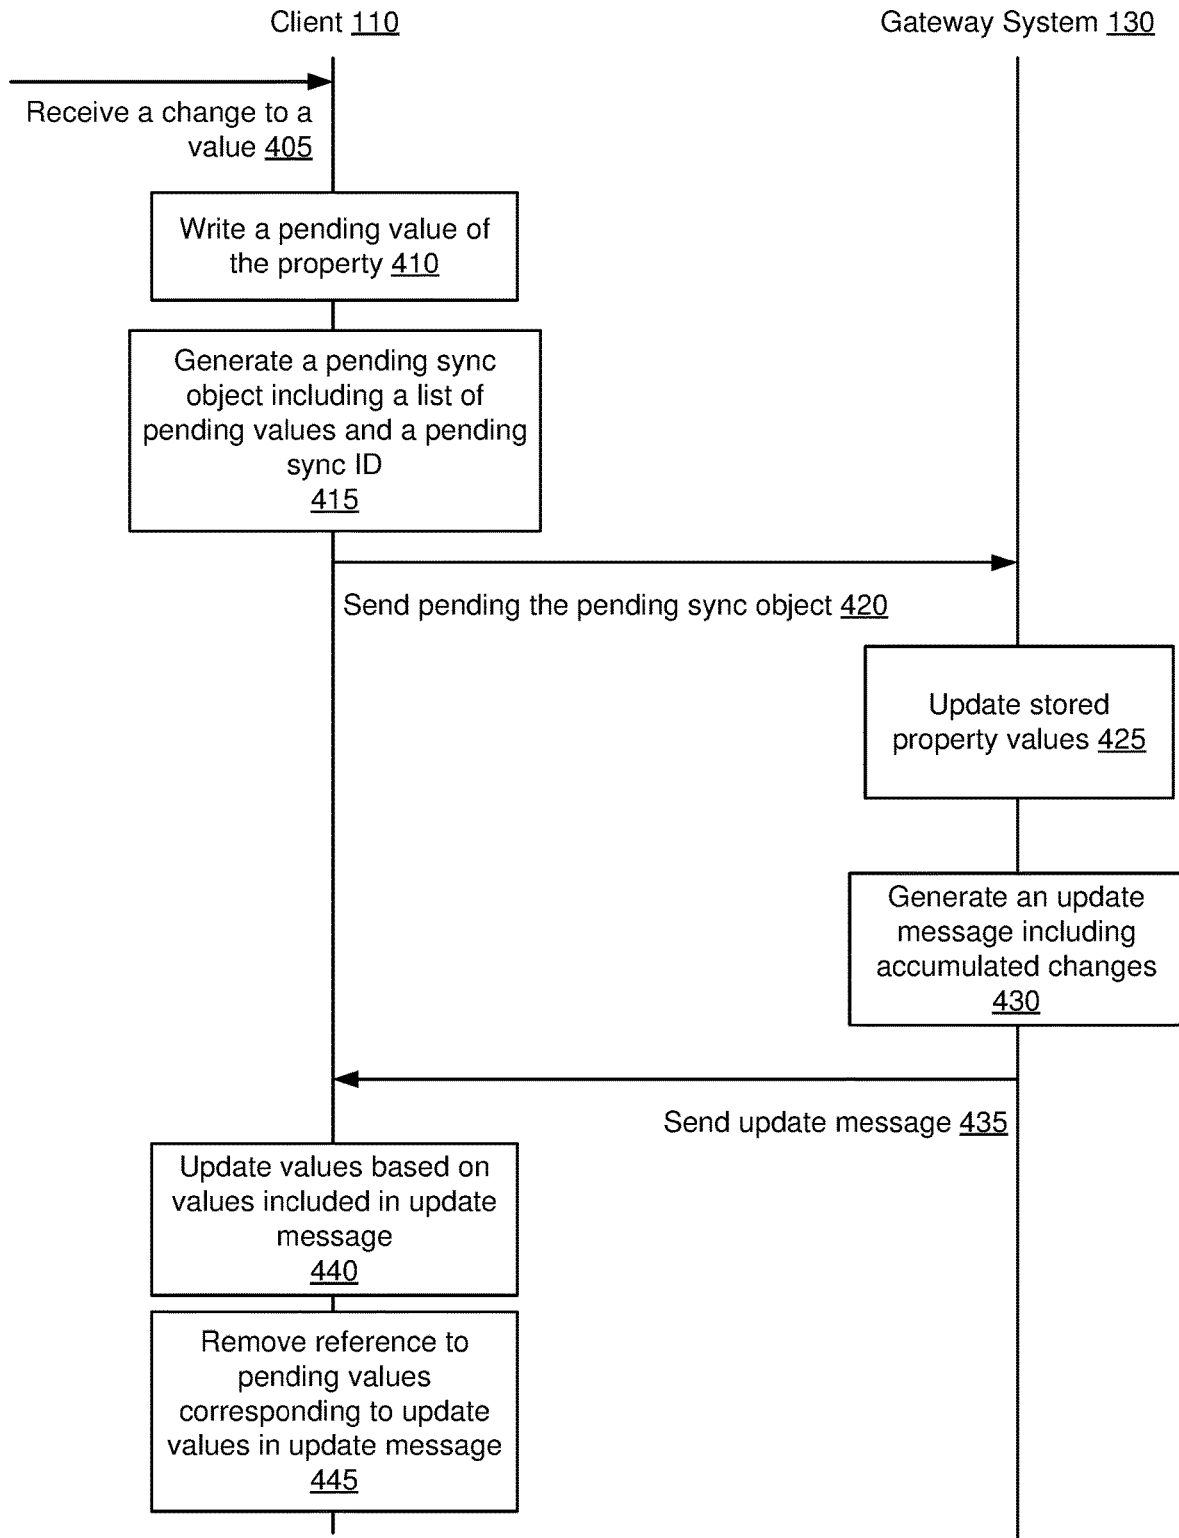 Client 110
Gateway System 130
Receive a change to a
value 405
Write a pending value of
the property 410
Generate a pending sync
object including a list of
pending values and a pending
sync ID
415
Send pending the pending sync object 420
Update stored
property values 425
Generate an update
message including
accumulated changes
430
Send update message 435
Update values based on
values included in update
message
440
Remove reference to
pending values
corresponding to update
values in update message
445